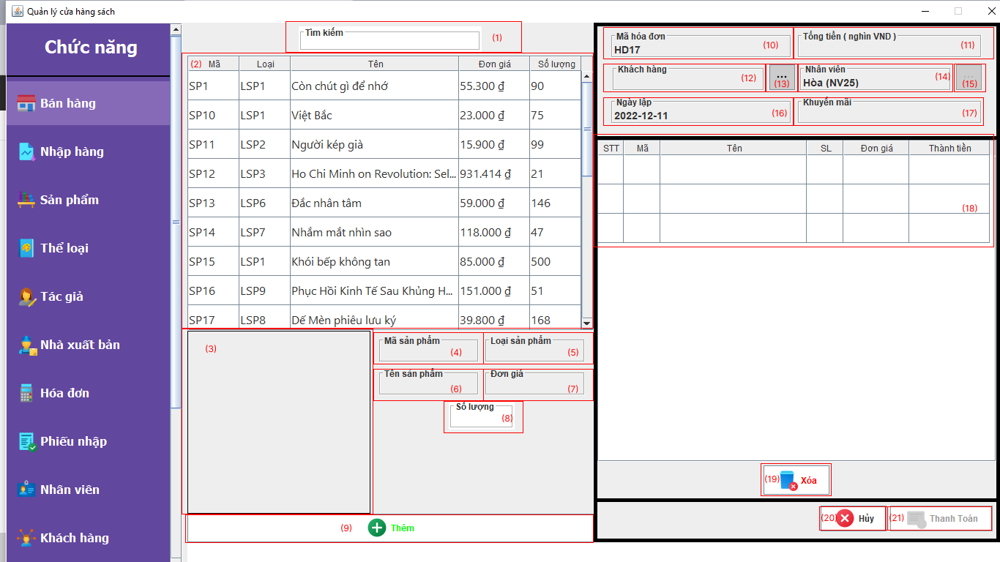 Quản lý cửa hàng sách
Chức năng
Bán hàng
Nhập hàng
Sản phẩm
Thể loại
Tác giả
Nhà xuất bản
Hóa đơn
Phiếu nhập
Nhân viên
Khách hàng
Tìm kiếm
(1)
(2) Mã Loại Tên Đơn giá Số lượng
SP1 LSP1 Còn chút gì để nhớ 55.300 ₫ 90
SP10 LSP1 Việt Bắc 23.000 ₫ 75
SP11 LSP2 Người kép già 15.900 ₫ 99
SP12 LSP3 Ho Chi Minh on Revolution: Sel... 931.414 ₫ 21
SP13 LSP6 Đắc nhân tâm 59.000 ₫ 146
SP14 LSP7 Nhắm mắt nhìn sao 118.000 ₫ 47
SP15 LSP1 Khói bếp không tan 85.000 ₫ 500
SP16 LSP9 Phục Hồi Kinh Tế Sau Khủng H... 151.000 ₫ 51
SP17 LSP8 Dế Mèn phiêu lưu ký 39.800 ₫ 168
(3)
Mã sản phẩm
(4)
Loại sản phẩm
(5)
Tên sản phẩm
(6)
Đơn giá
(7)
Số lượng
(8)
(9) Thêm
Mã hóa đơn
HD17 (10)
Tổng tiền ( nghìn VND )
(11)
Khách hàng
(12)
... (13)
Nhân viên
Hòa (NV25) (14)
... (15)
Ngày lập
2022-12-11 (16)
Khuyến mãi
(17)
STT Mã Tên SL Đơn giá Thành tiền
(18)
(19) Xóa
(20) Hủy
(21) Thanh Toán